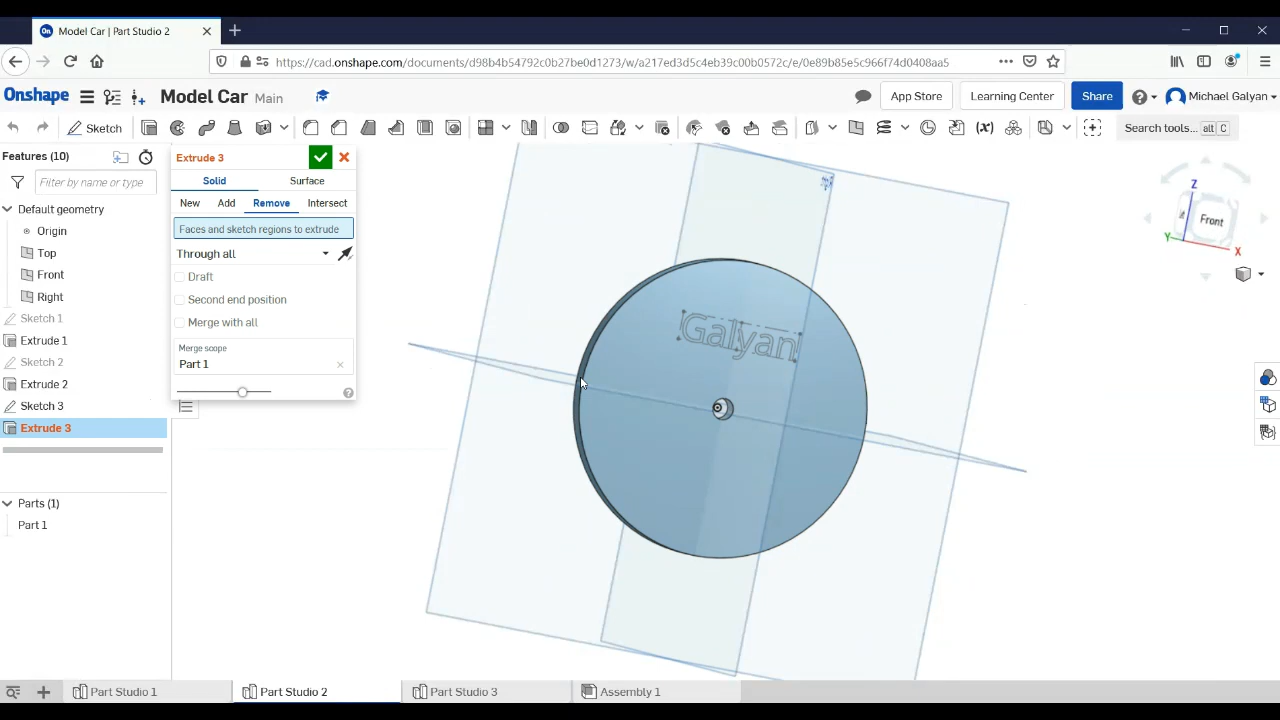 Model Car | Part Studio 2
https://cad.onshape.com/documents/d98b4b5479230b27be0d1273/w/a217ed3d5c4eb39c00b0572c/e/0e89b85e5c966f74d0408aa5
Onshape
Model Car Main
App Store
Learning Center
Share
Michael Galyan
Sketch
Search tools... alt C
Features (10)
Filter by name or type
Default geometry
Origin
Top
Front
Right
Sketch 1
Extrude 1
Sketch 2
Extrude 2
Sketch 3
Extrude 3
Parts (1)
Part 1
Extrude 3
Solid Surface
New Add Remove Intersect
Faces and sketch regions to extrude
Through all
Draft
Second end position
Merge with all
Merge scope
Part 1
Galyan
Z
Front
Y
X
Part Studio 1
Part Studio 2
Part Studio 3
Assembly 1